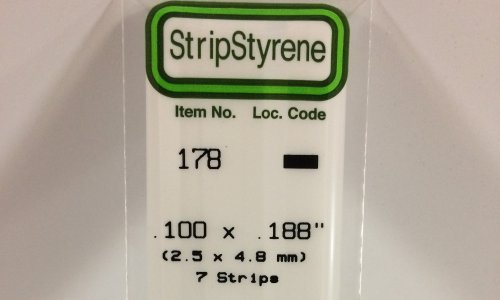 StripStyrene
Item No. Loc. Code
178
.100 x .188"
(2.5 x 4.8 mm)
7 Strips